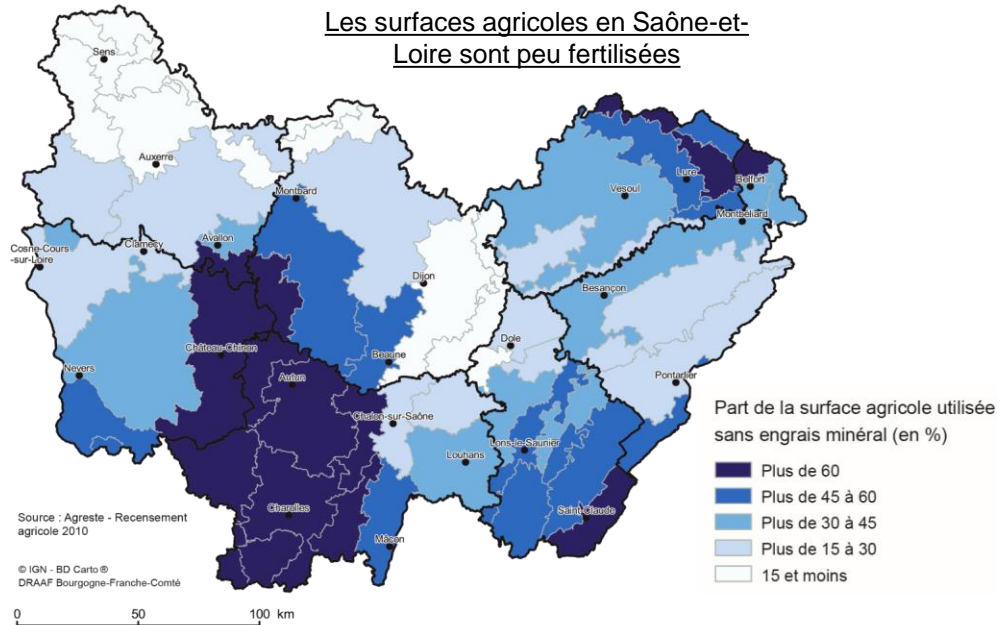 Les surfaces agricoles en Saône-et-
Loire sont peu fertilisées
Sens
Auxerre
Montbard
Lure
Belfort
Vesoul
Montbéliard
Cosne-Cours
-sur-Loire
Clamecy
Avallon
Dijon
Besançon
Château-Chinon
Beaune
Dole
Nevers
Autun
Pontarlier
Chalon-sur-Saône
Louhans
Lons-le-Saunier
Charolles
Saint-Claude
Mâcon
Part de la surface agricole utilisée
sans engrais minéral (en %)
Plus de 60
Plus de 45 à 60
Plus de 30 à 45
Plus de 15 à 30
15 et moins
Source : Agreste - Recensement
agricole 2010
© IGN - BD Carto ®
DRAAF Bourgogne-Franche-Comté
0 50 100 km